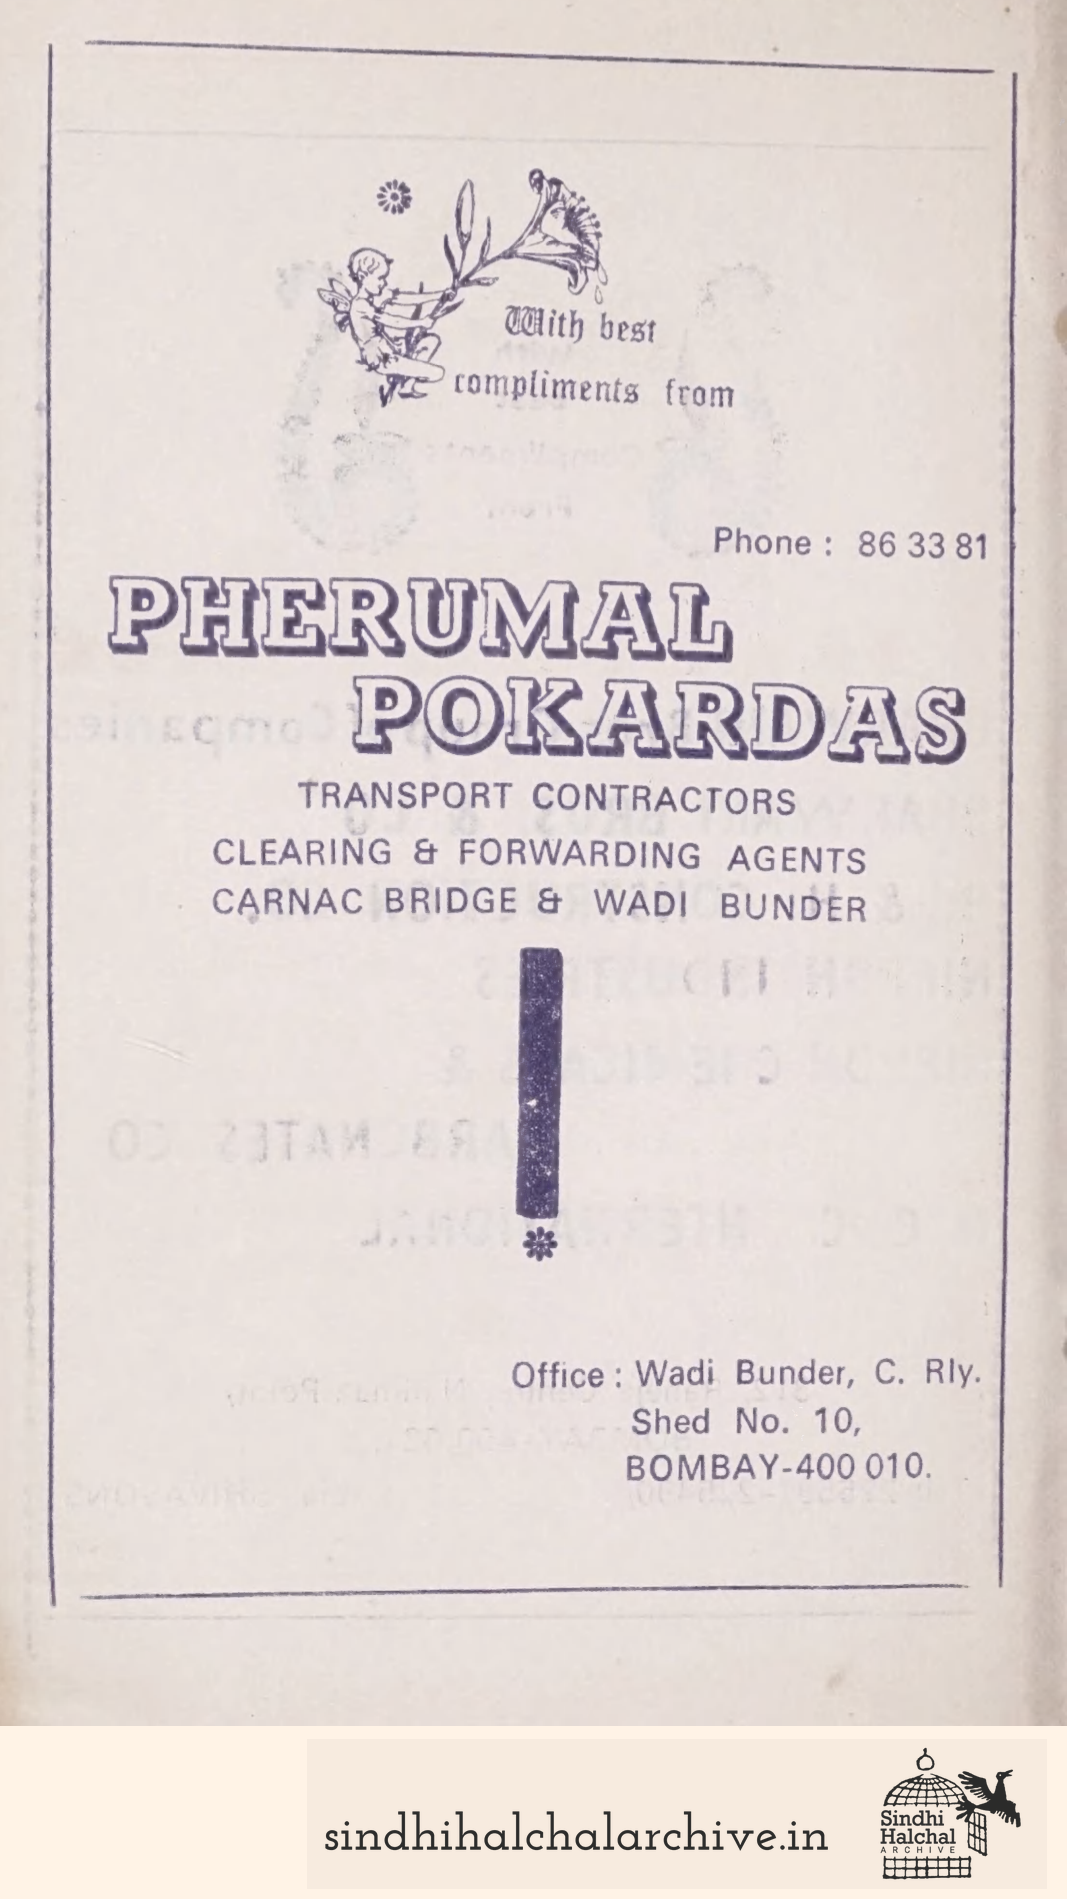 With best
compliments from
Phone : 86 33 81
PHERUMAL
POKARDAS
TRANSPORT CONTRACTORS
CLEARING & FORWARDING AGENTS
CARNAC BRIDGE & WADI BUNDER
Office : Wadi Bunder, C. Rly.
Shed No. 10,
BOMBAY-400 010.
sindhihalchalarchive.in
Sindhi
Halchal
ARCHIVE